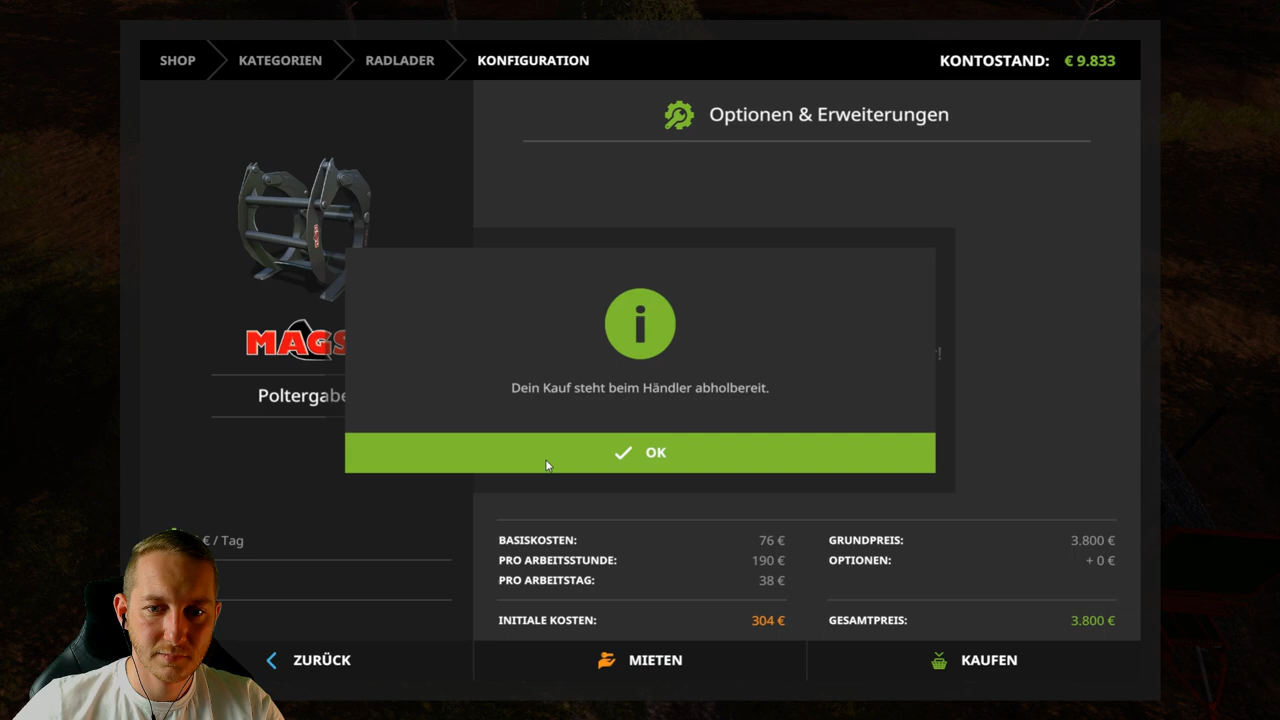 SHOP
KATEGORIEN
RADLADER
KONFIGURATION
KONTOSTAND: € 9.833
Optionen & Erweiterungen
MAGS
Poltergabe
Dein Kauf steht beim Händler abholbereit.
OK
€ / Tag
BASISKOSTEN: 76 €
PRO ARBEITSSTUNDE: 190 €
PRO ARBEITSTAG: 38 €
INITIALE KOSTEN: 304 €
GRUNDPREIS: 3.800 €
OPTIONEN: + 0 €
GESAMTPREIS: 3.800 €
ZURÜCK
MIETEN
KAUFEN